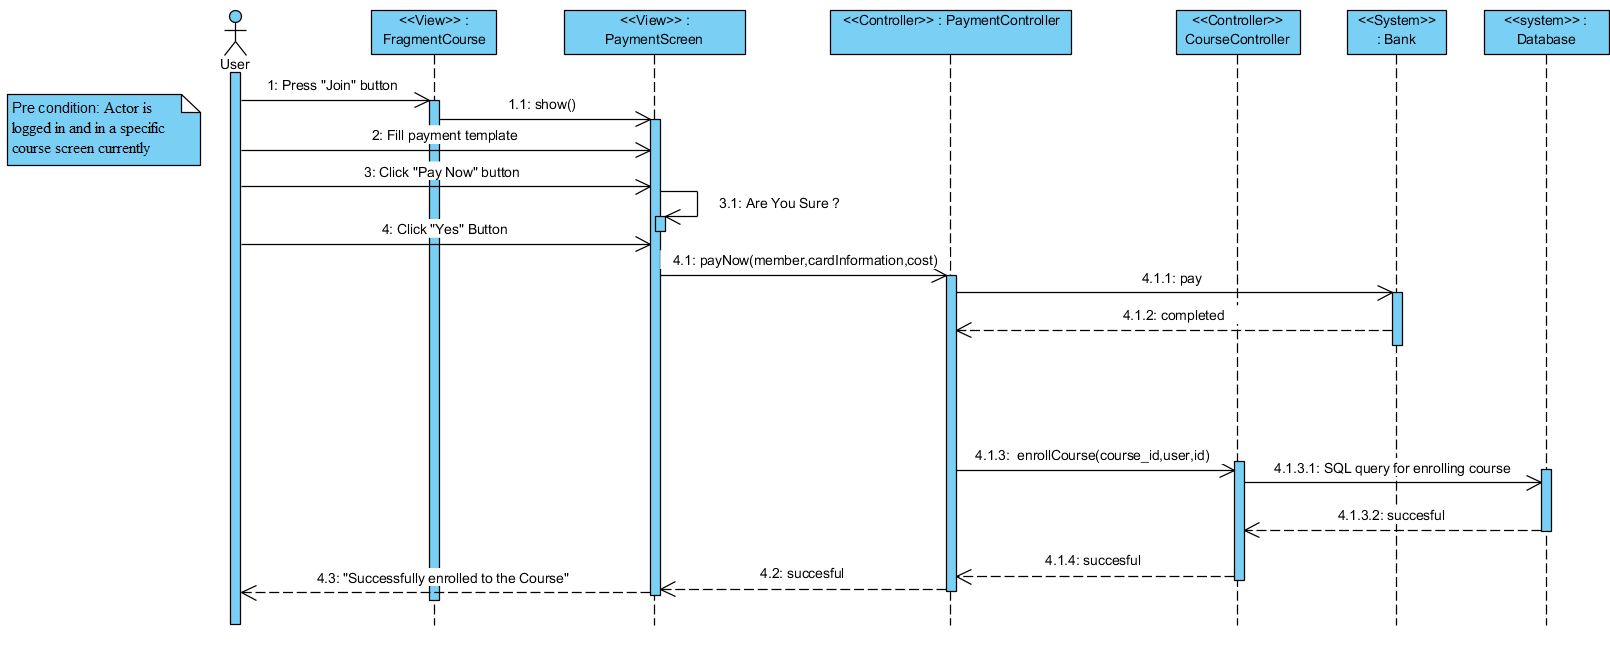 <<View>> :
FragmentCourse
<<View>> :
PaymentScreen
<<Controller>> : PaymentController
<<Controller>>
CourseController
<<System>>
: Bank
<<system>> :
Database
User
Pre condition: Actor is
logged in and in a specific
course screen currently
1: Press "Join" button
1.1: show()
2: Fill payment template
3: Click "Pay Now" button
3.1: Are You Sure ?
4: Click "Yes" Button
4.1: payNow(member,cardInformation,cost)
4.1.1: pay
4.1.2: completed
4.1.3:  enrollCourse(course_id,user,id)
4.1.3.1: SQL query for enrolling course
4.1.3.2: succesful
4.1.4: succesful
4.2: succesful
4.3: "Successfully enrolled to the Course"